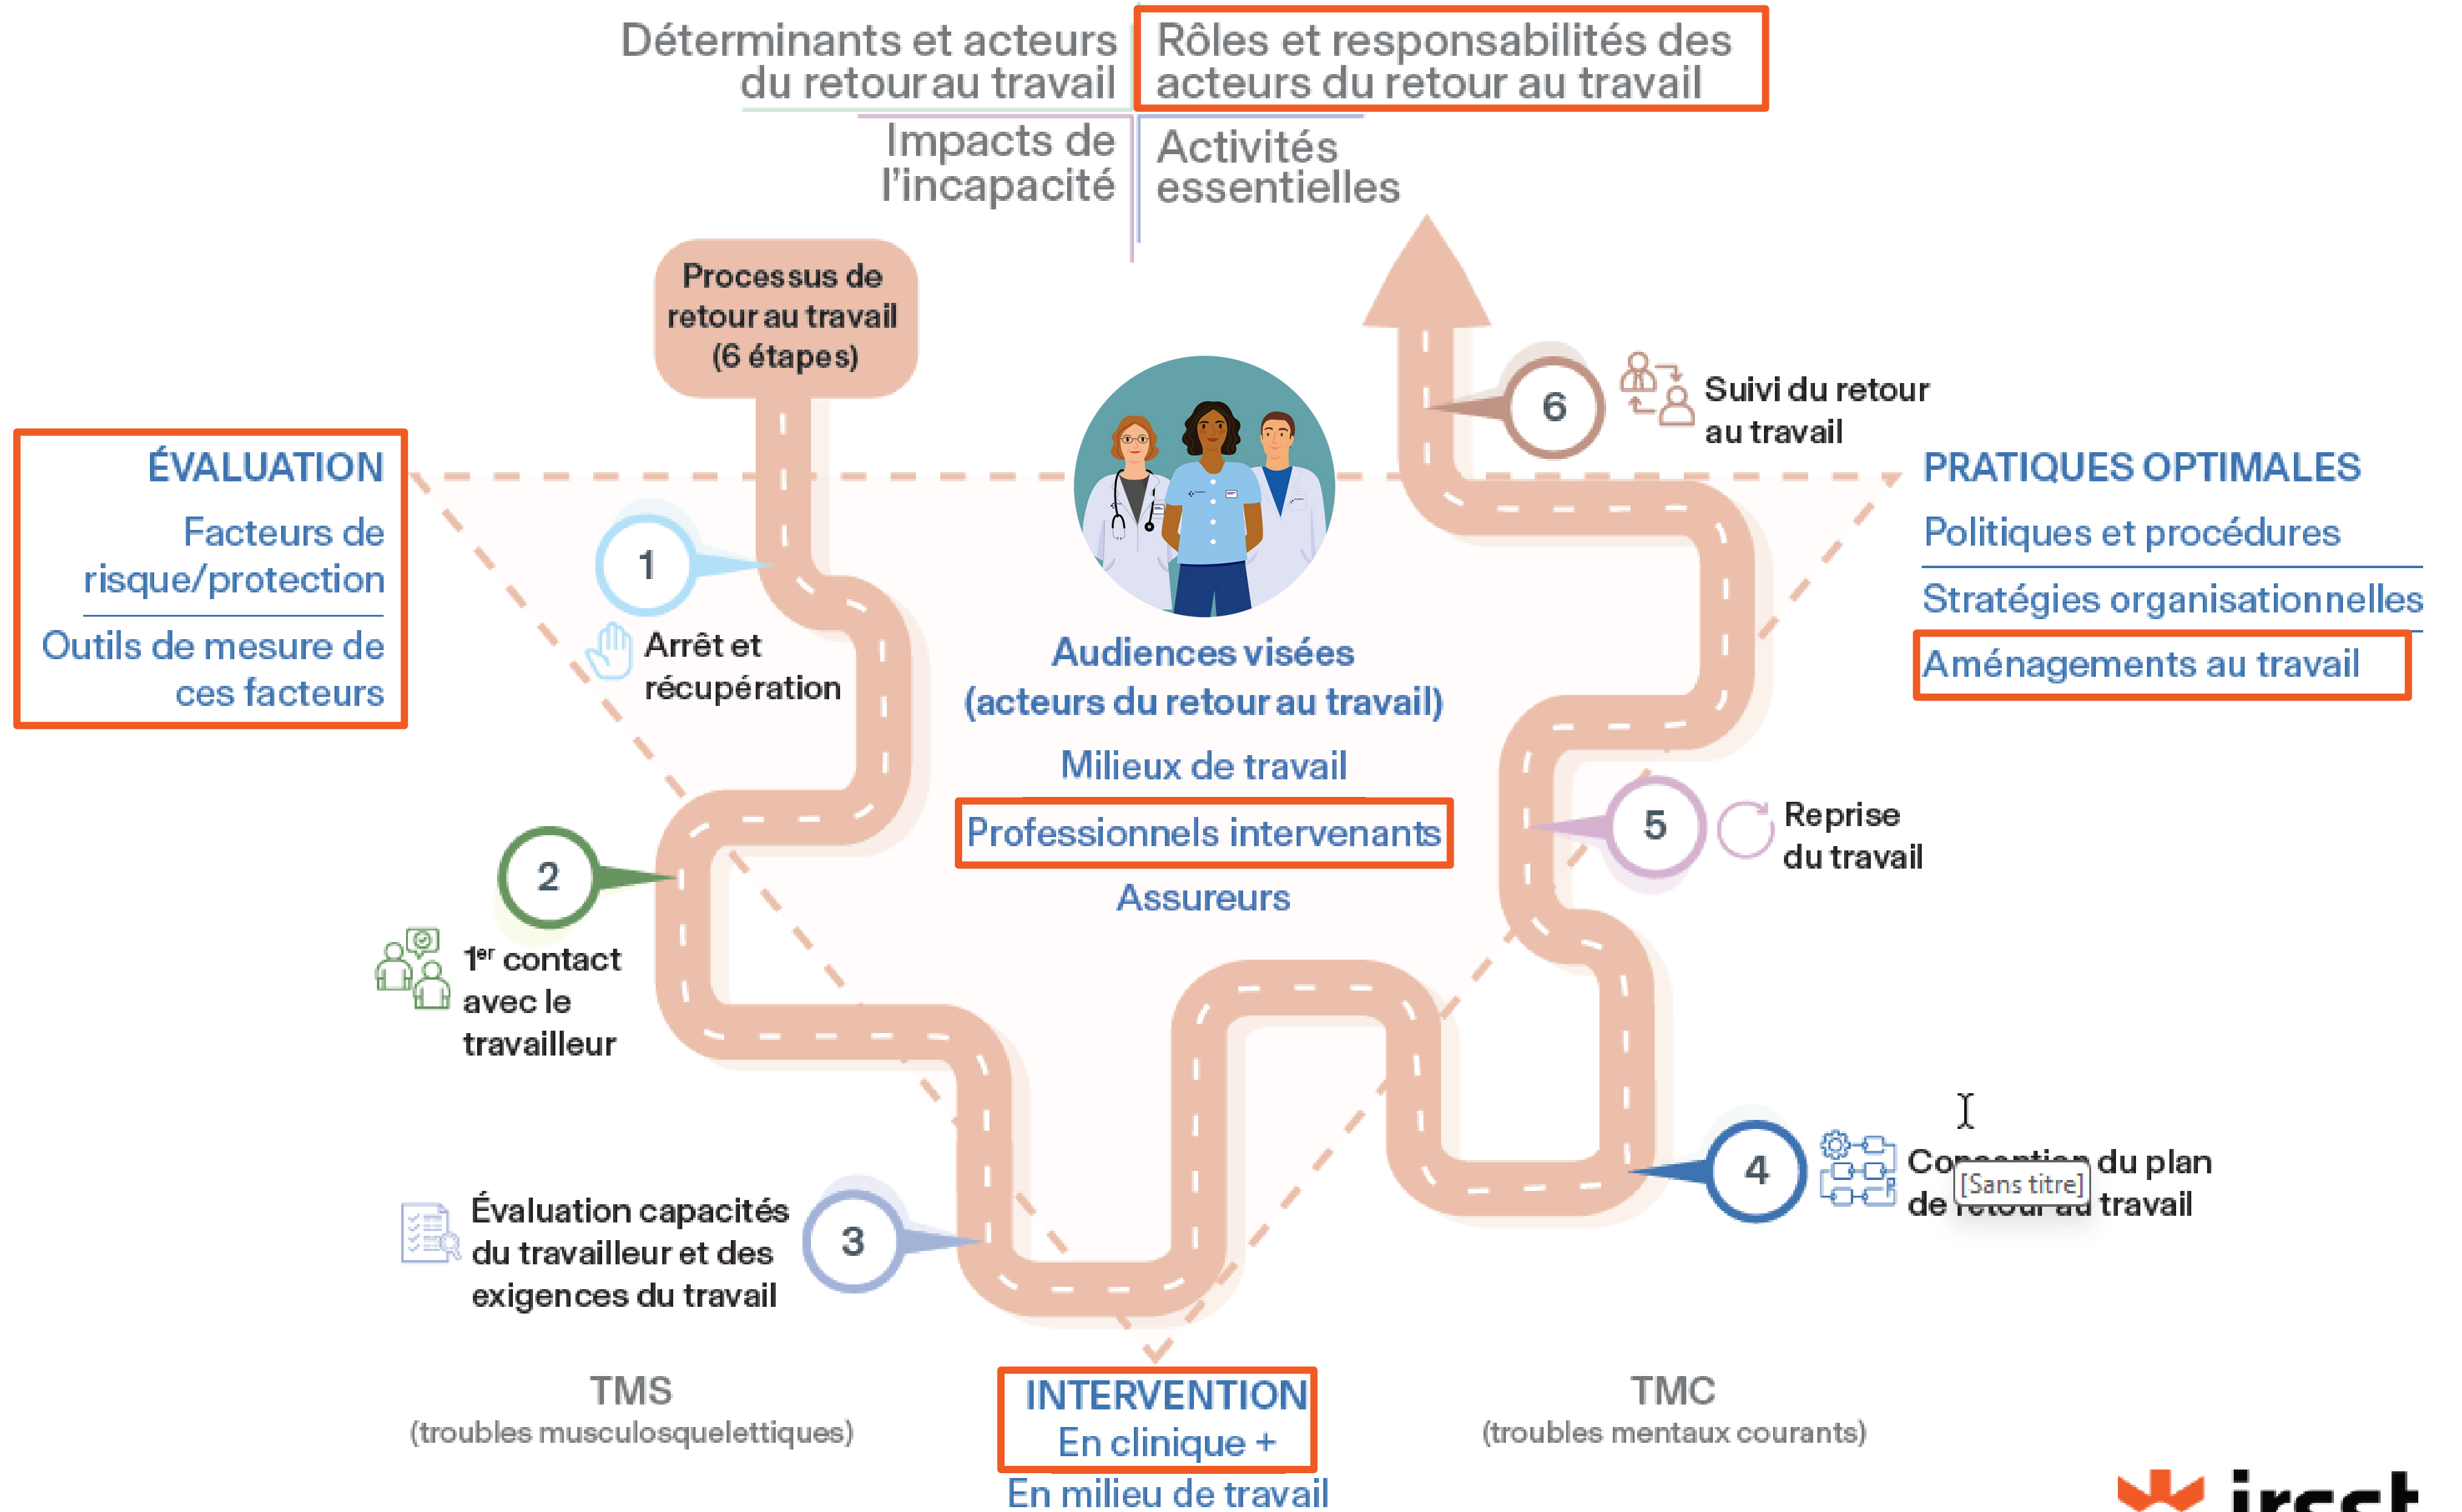 Déterminants et acteurs
du retour au travail
Rôles et responsabilités des
acteurs du retour au travail
Impacts de
l'incapacité
Activités
essentielles
Processus de
retour au travail
(6 étapes)
ÉVALUATION
Facteurs de
risque/protection
Outils de mesure de
ces facteurs
1
Arrêt et
récupération
2
1er contact
avec le
travailleur
3
Évaluation capacités
du travailleur et des
exigences du travail
Audiences visées
(acteurs du retour au travail)
Milieux de travail
Professionnels intervenants
Assureurs
6
Suivi du retour
au travail
PRATIQUES OPTIMALES
Politiques et procédures
Stratégies organisationnelles
Aménagements au travail
5
Reprise
du travail
4
Conception du plan
de retour au travail
[Sans titre]
TMS
(troubles musculosquelettiques)
INTERVENTION
En clinique +
En milieu de travail
TMC
(troubles mentaux courants)
irsst